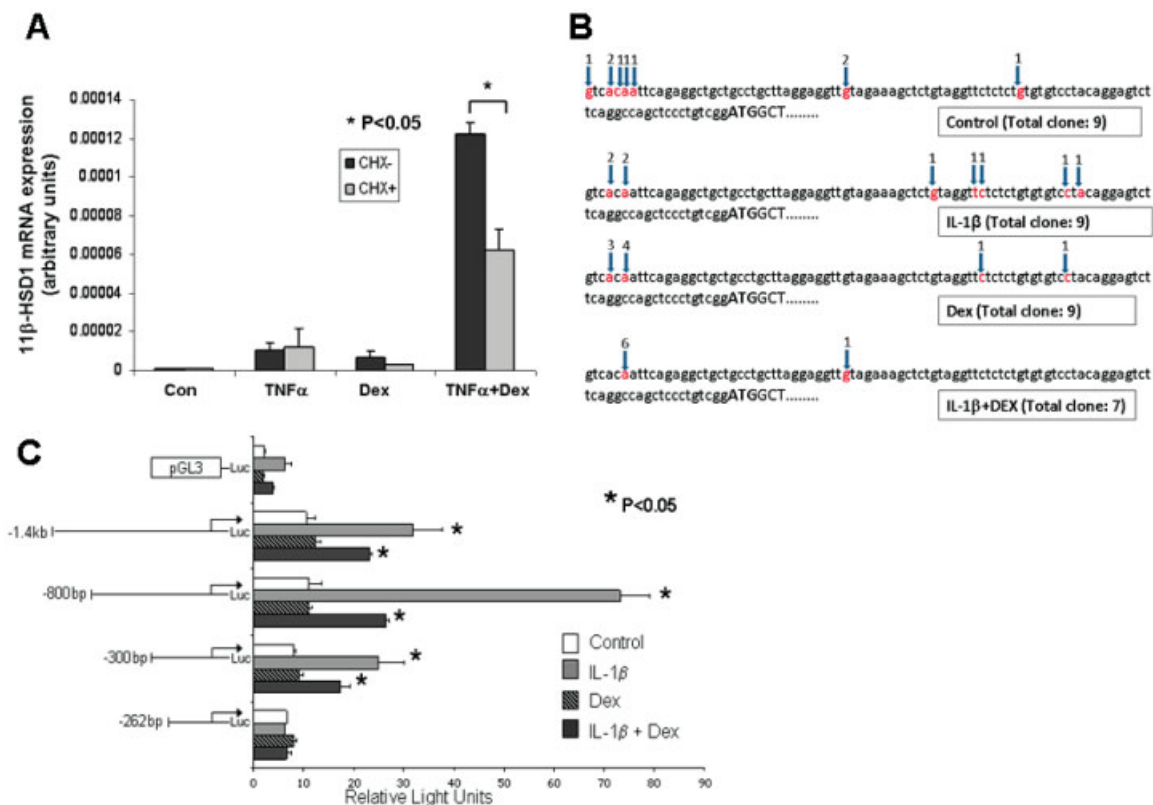 A
11β-HSD1 mRNA expression
(arbitrary units)
0.00014
0.00012
0.0001
0.00008
0.00006
0.00004
0.00002
0
* P<0.05
CHX-
CHX+
*
Con
TNFα
Dex
TNFα+Dex
B
1 2 1 1 1 2 1
gtcacaattcagaggctgctgcctgcttaggaggttgtagaaagctctgtaggttctctctgtgtgtcctacaggagtct
tcaggccagctccctgtcggATGGCT........
Control (Total clone: 9)
2 2 1 1 1 1 1
gtcacaattcagaggctgctgcctgcttaggaggttgtagaaagctctgtaggttctctctgtgtgtcctacaggagtct
tcaggccagctccctgtcggATGGCT........
IL-1β (Total clone: 9)
3 4 1 1
gtcacaattcagaggctgctgcctgcttaggaggttgtagaaagctctgtaggttctctctgtgtgtcctacaggagtct
tcaggccagctccctgtcggATGGCT........
Dex (Total clone: 9)
6 1
gtcacaattcagaggctgctgcctgcttaggaggttgtagaaagctctgtaggttctctctgtgtgtcctacaggagtct
tcaggccagctccctgtcggATGGCT........
IL-1β+DEX (Total clone: 7)
C
pGL3 Luc
* P<0.05
-1.4kb Luc
*
*
-800bp Luc
*
*
-300bp Luc
*
*
-262bp Luc
Control
IL-1β
Dex
IL-1β + Dex
0 10 20 30 40 50 60 70 80 90
Relative Light Units